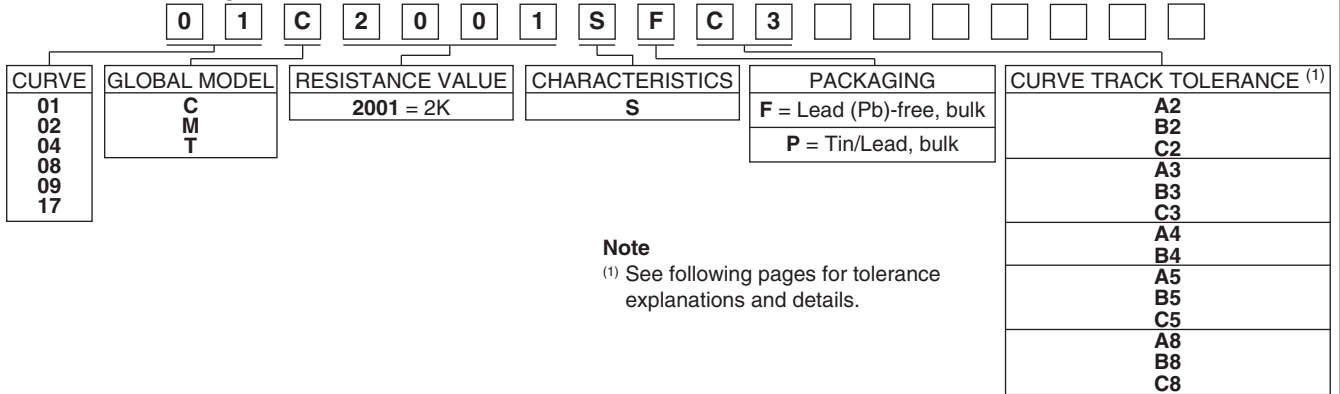 0 1 C 2 0 0 1 S F C 3
CURVE
01
02
04
08
09
17
GLOBAL MODEL
C
M
T
RESISTANCE VALUE
2001 = 2K
CHARACTERISTICS
S
PACKAGING
F = Lead (Pb)-free, bulk
P = Tin/Lead, bulk
CURVE TRACK TOLERANCE (1)
A2
B2
C2
A3
B3
C3
A4
B4
A5
B5
C5
A8
B8
C8
Note
(1) See following pages for tolerance
explanations and details.